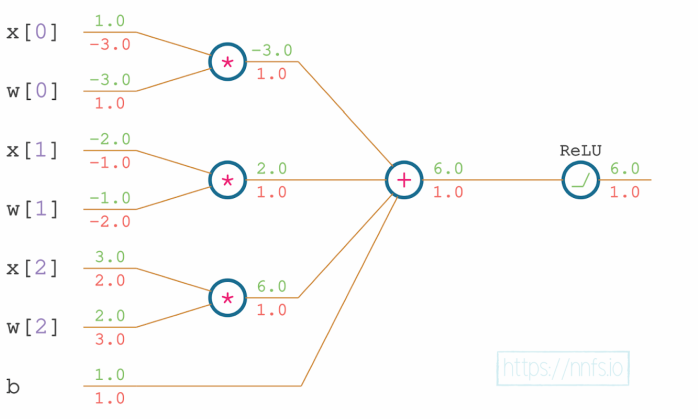 x[0] 1.0
-3.0
-3.0
* 1.0
w[0] -3.0
1.0
x[1] -2.0
-1.0
ReLU
* 2.0
1.0
+ 6.0
1.0
6.0
1.0
w[1] -1.0
-2.0
x[2] 3.0
2.0
* 6.0
1.0
w[2] 2.0
3.0
https://nnfs.io
b 1.0
1.0